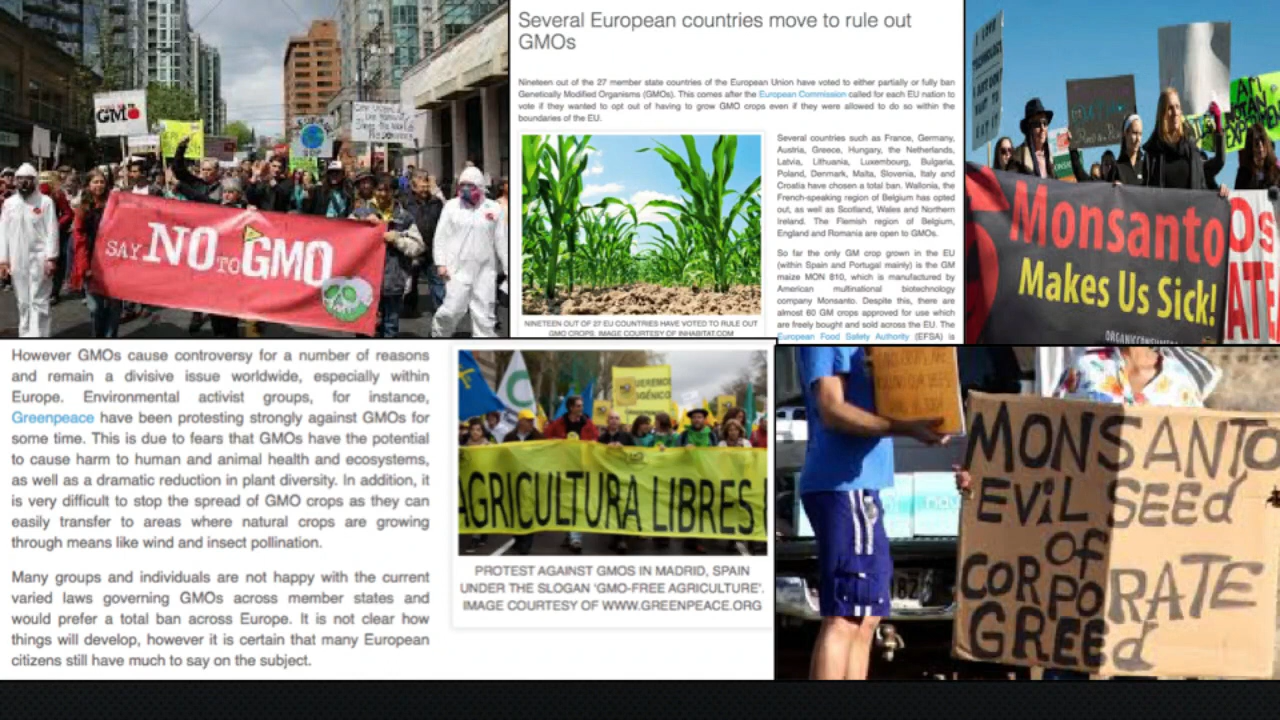 SAY NO TO GMO
GMO
Several European countries move to rule out
GMOs
Nineteen out of the 27 member state countries of the European Union have voted to either partially or fully ban
Genetically Modified Organisms (GMOs). This comes after the European Commission called for each EU nation to
vote if they wanted to opt out of having to grow GMO crops even if they were allowed to do so within the
boundaries of the EU.
NINETEEN OUT OF 27 EU COUNTRIES HAVE VOTED TO RULE OUT
GMO CROPS. IMAGE COURTESY OF INHABITAT.COM
Several countries such as France, Germany,
Austria, Greece, Hungary, the Netherlands,
Latvia, Lithuania, Luxembourg, Bulgaria,
Poland, Denmark, Malta, Slovenia, Italy and
Croatia have chosen a total ban. Wallonia, the
French-speaking region of Belgium has opted
out, as well as Scotland, Wales and Northern
Ireland. The Flemish region of Belgium,
England and Romania are open to GMOs.
So far the only GM crop grown in the EU
(within Spain and Portugal mainly) is the GM
maize MON 810, which is manufactured by
American multinational biotechnology
company Monsanto. Despite this, there are
almost 60 GM crops approved for use which
are freely bought and sold across the EU. The
European Food Safety Authority (EFSA) is
Monsanto
Makes Us Sick!
Os
ATE
However GMOs cause controversy for a number of reasons
and remain a divisive issue worldwide, especially within
Europe. Environmental activist groups, for instance,
Greenpeace have been protesting strongly against GMOs for
some time. This is due to fears that GMOs have the potential
to cause harm to human and animal health and ecosystems,
as well as a dramatic reduction in plant diversity. In addition, it
is very difficult to stop the spread of GMO crops as they can
easily transfer to areas where natural crops are growing
through means like wind and insect pollination.
Many groups and individuals are not happy with the current
varied laws governing GMOs across member states and
would prefer a total ban across Europe. It is not clear how
things will develop, however it is certain that many European
citizens still have much to say on the subject.
AGRICULTURA LIBRES
PROTEST AGAINST GMOS IN MADRID, SPAIN
UNDER THE SLOGAN 'GMO-FREE AGRICULTURE'.
IMAGE COURTESY OF WWW.GREENPEACE.ORG
MONSANTO
EViL SEEd
oF
CoRPoRATE
GREEd